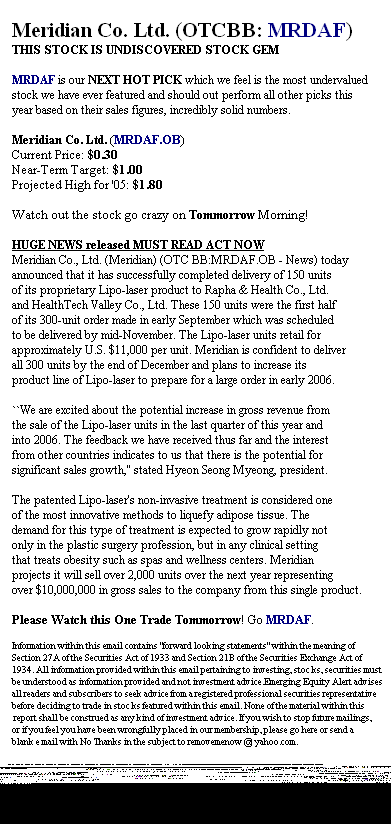 Meridian Co. Ltd. (OTCBB: MRDAF)
THIS STOCK IS UNDISCOVERED STOCK GEM
MRDAF is our NEXT HOT PICK which we feel is the most undervalued
stock we have ever featured and should out perform all other picks this
year based on their sales figures, incredibly solid numbers.
Meridian Co. Ltd. (MRDAF.OB)
Current Price: $0.30
Near-Term Target: $1.00
Projected High for '05: $1.80
Watch out the stock go crazy on Tommorrow Morning!
HUGE NEWS released MUST READ ACT NOW
Meridian Co., Ltd. (Meridian) (OTC BB:MRDAF.OB - News) today
announced that it has successfully completed delivery of 150 units
of its proprietary Lipo-laser product to Rapha & Health Co., Ltd.
and HealthTech Valley Co., Ltd. These 150 units were the first half
of its 300-unit order made in early September which was scheduled
to be delivered by mid-November. The Lipo-laser units retail for
approximately U.S. $11,000 per unit. Meridian is confident to deliver
all 300 units by the end of December and plans to increase its
product line of Lipo-laser to prepare for a large order in early 2006.
``We are excited about the potential increase in gross revenue from
the sale of the Lipo-laser units in the last quarter of this year and
into 2006. The feedback we have received thus far and the interest
from other countries indicates to us that there is the potential for
significant sales growth,'' stated Hyeon Seong Myeong, president.
The patented Lipo-laser's non-invasive treatment is considered one
of the most innovative methods to liquefy adipose tissue. The
demand for this type of treatment is expected to grow rapidly not
only in the plastic surgery profession, but in any clinical setting
that treats obesity such as spas and wellness centers. Meridian
projects it will sell over 2,000 units over the next year representing
over $10,000,000 in gross sales to the company from this single product.
Please Watch this One Trade Tomorrow! Go MRDAF.
Information within this email contains "forward looking statements" within the meaning of
Section 27A of the Securities Act of 1933 and Section 21B of the Securities Exchange Act of
1934. All information provided within this email pertaining to investing, stocks, securities must
be understood as information provided and not investment advice. Emerging Equity Alert advises
all readers and subscribers to seek advice from a registered professional securities representative
before deciding to trade in stocks featured within this email. None of the material within this
report shall be construed as any kind of investment advice. If you wish to stop future mailings,
or if you feel you have been wrongfully placed in our membership, please go here or send a
blank e mail with No Thanks in the subject to removemenow @ yahoo.com.